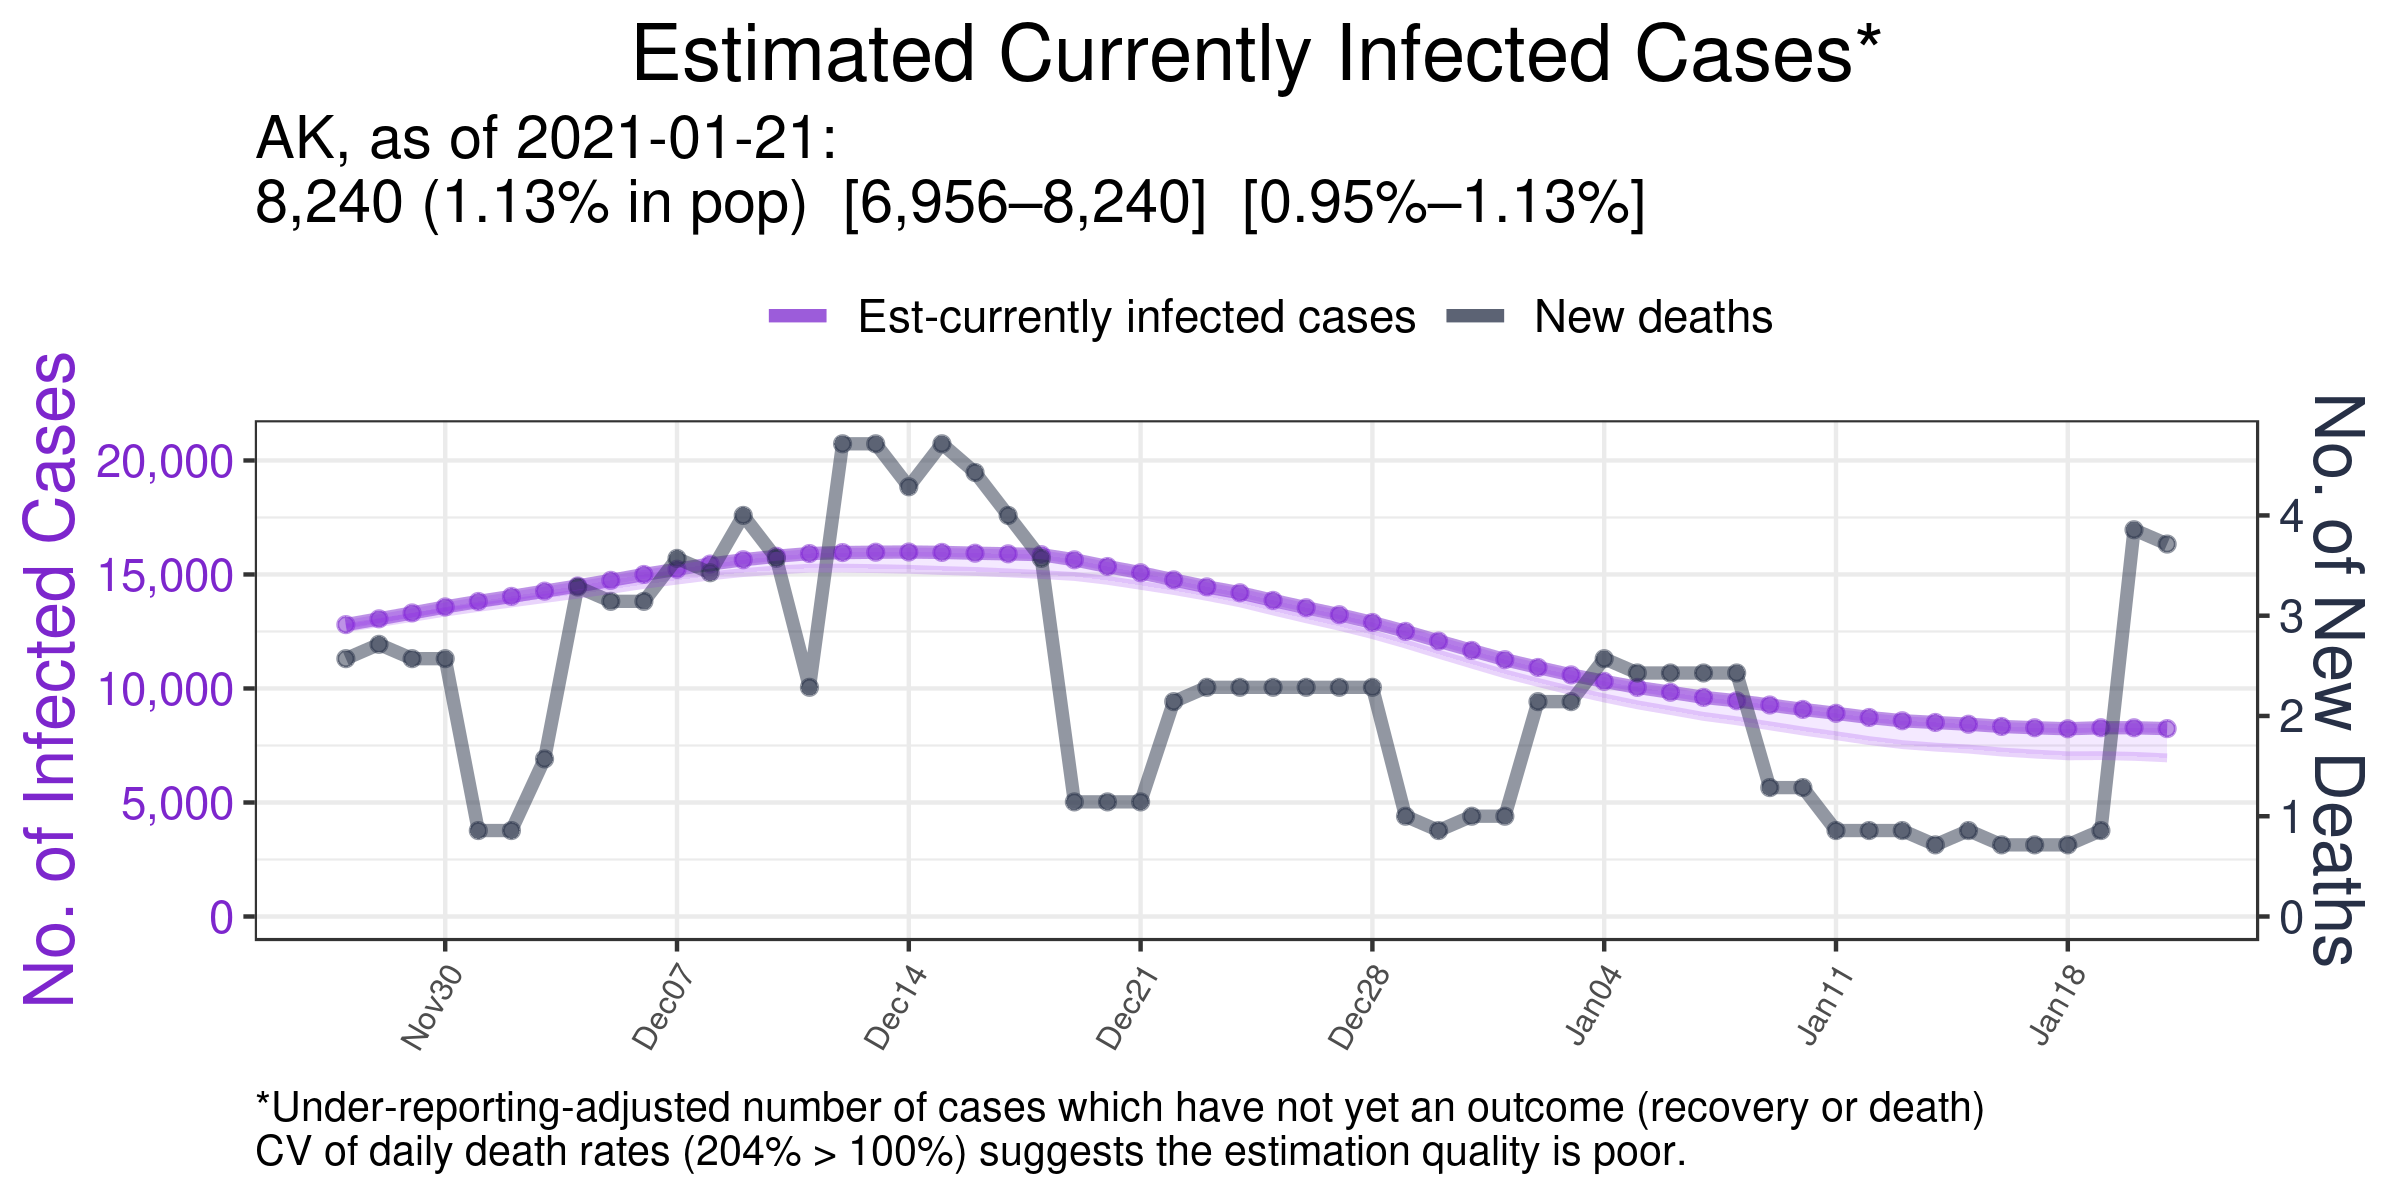 Estimated Currently Infected Cases*
AK, as of 2021-01-21:
8,240 (1.13% in pop)  [6,956–8,240]  [0.95%–1.13%]
Est-currently infected cases
New deaths
No. of Infected Cases
20,000
15,000
10,000
5,000
0
4
3
2
1
0
No. of New Deaths
Nov30
Dec07
Dec14
Dec21
Dec28
Jan04
Jan11
Jan18
*Under-reporting-adjusted number of cases which have not yet an outcome (recovery or death)
CV of daily death rates (204% > 100%) suggests the estimation quality is poor.